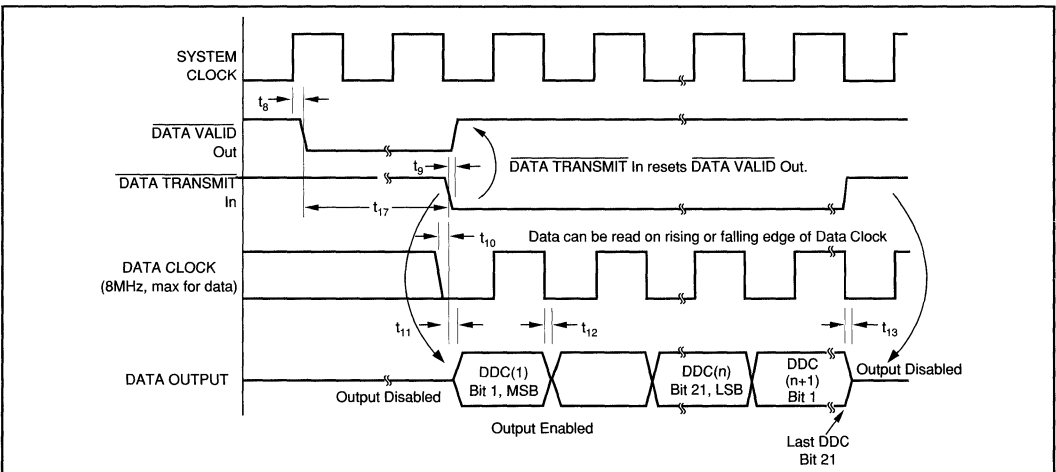 SYSTEM
CLOCK
t8
DATA VALID
Out
t9
DATA TRANSMIT In resets DATA VALID Out.
DATA TRANSMIT
In
t17
t10
Data can be read on rising or falling edge of Data Clock
DATA CLOCK
(8MHz, max for data)
t11
t12
t13
DATA OUTPUT
Output Disabled
DDC(1)
Bit 1, MSB
DDC(n)
Bit 21, LSB
DDC
(n+1)
Bit 1
Output Disabled
Output Enabled
Last DDC
Bit 21